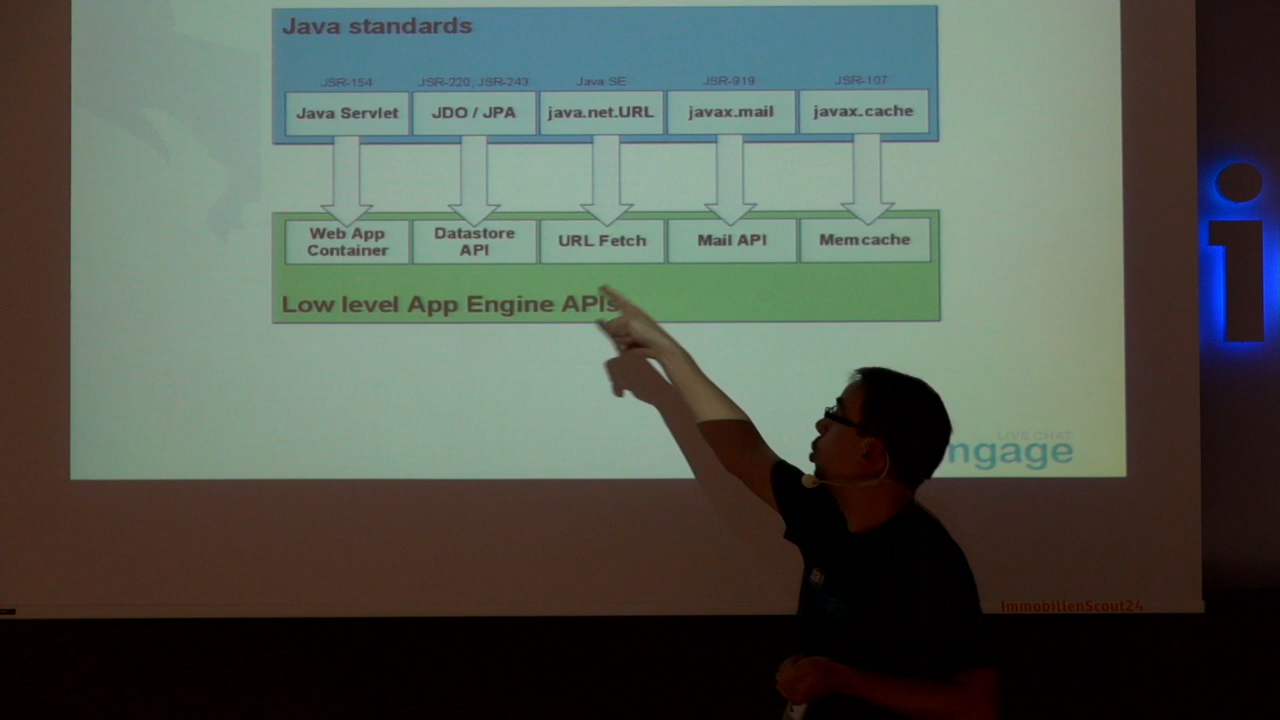 Java standards
JSR-154 JSR-220, JSR-243 Java SE JSR-919 JSR-107
Java Servlet JDO / JPA java.net.URL javax.mail javax.cache
Web App Container Datastore API URL Fetch Mail API Memcache
Low level App Engine APIs
LIVE CHAT
ngage
ImmobilienScout24
i